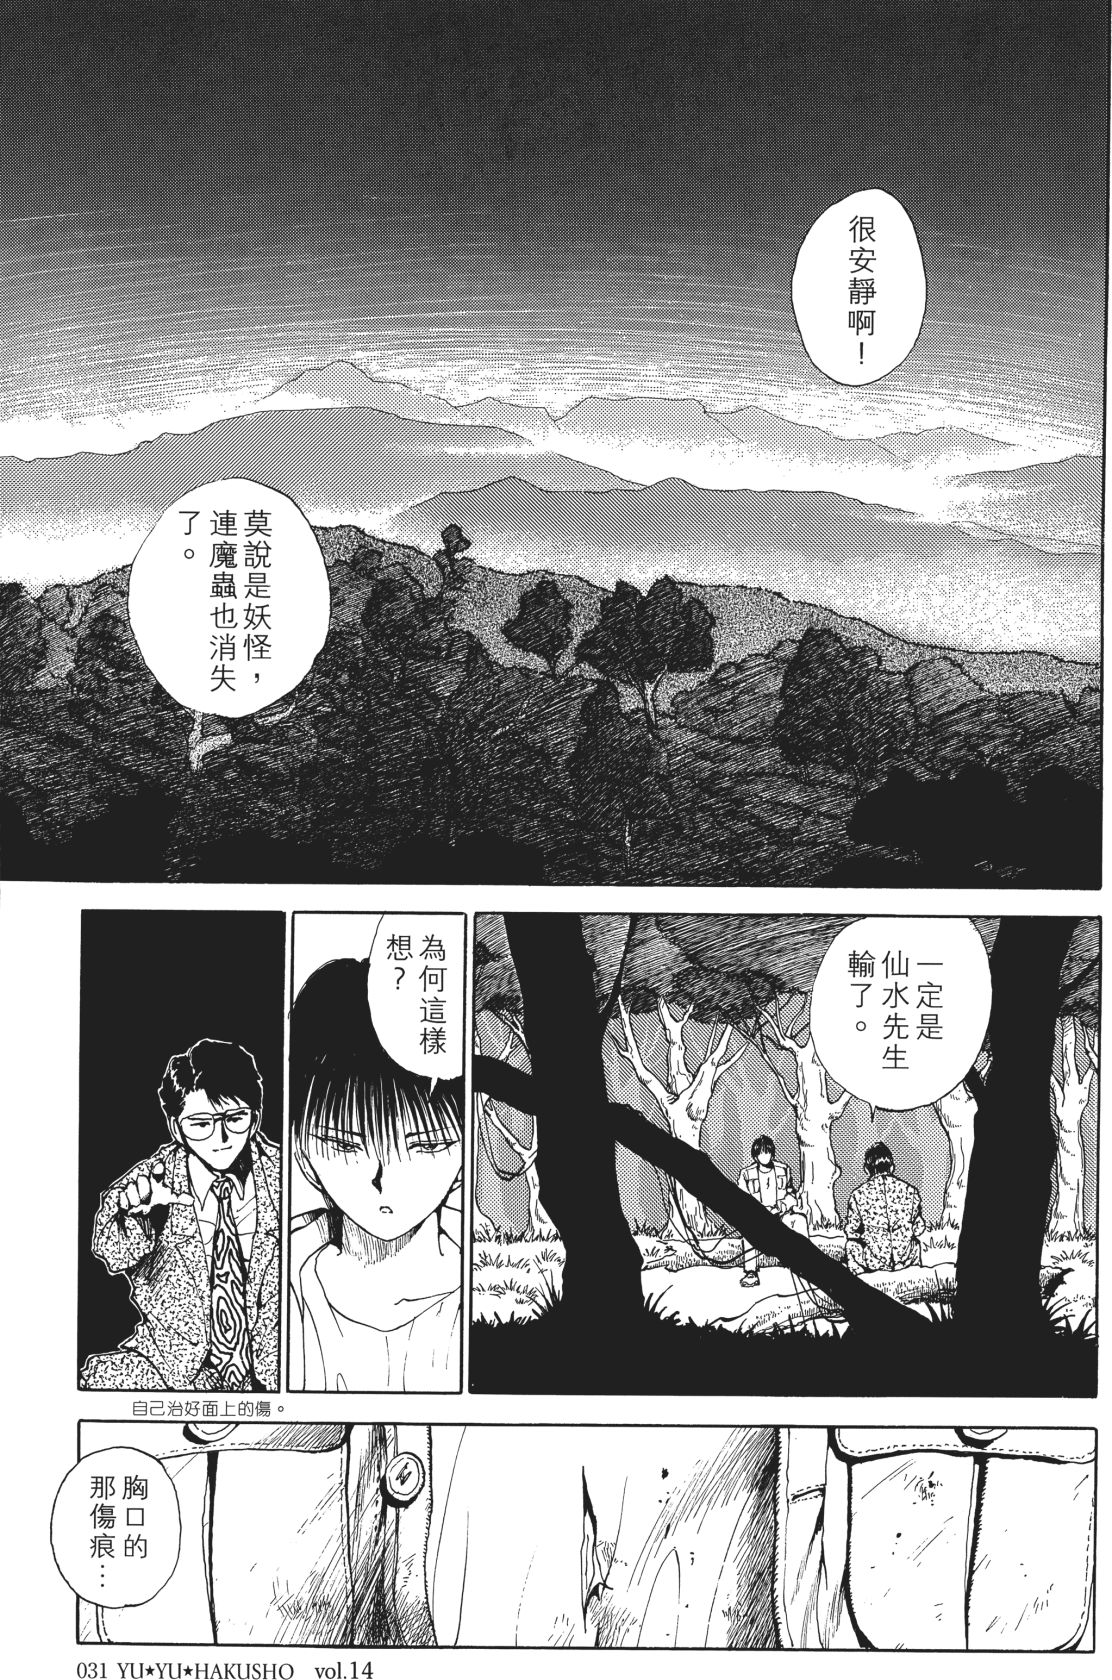 很安靜啊！
莫說是妖怪，
連魔蟲也消失
了。
一定是
仙水先生
輸了。
為何這樣
想？
自己治好面上的傷。
胸口的
那傷痕…
031 YU★YU★HAKUSHO vol.14